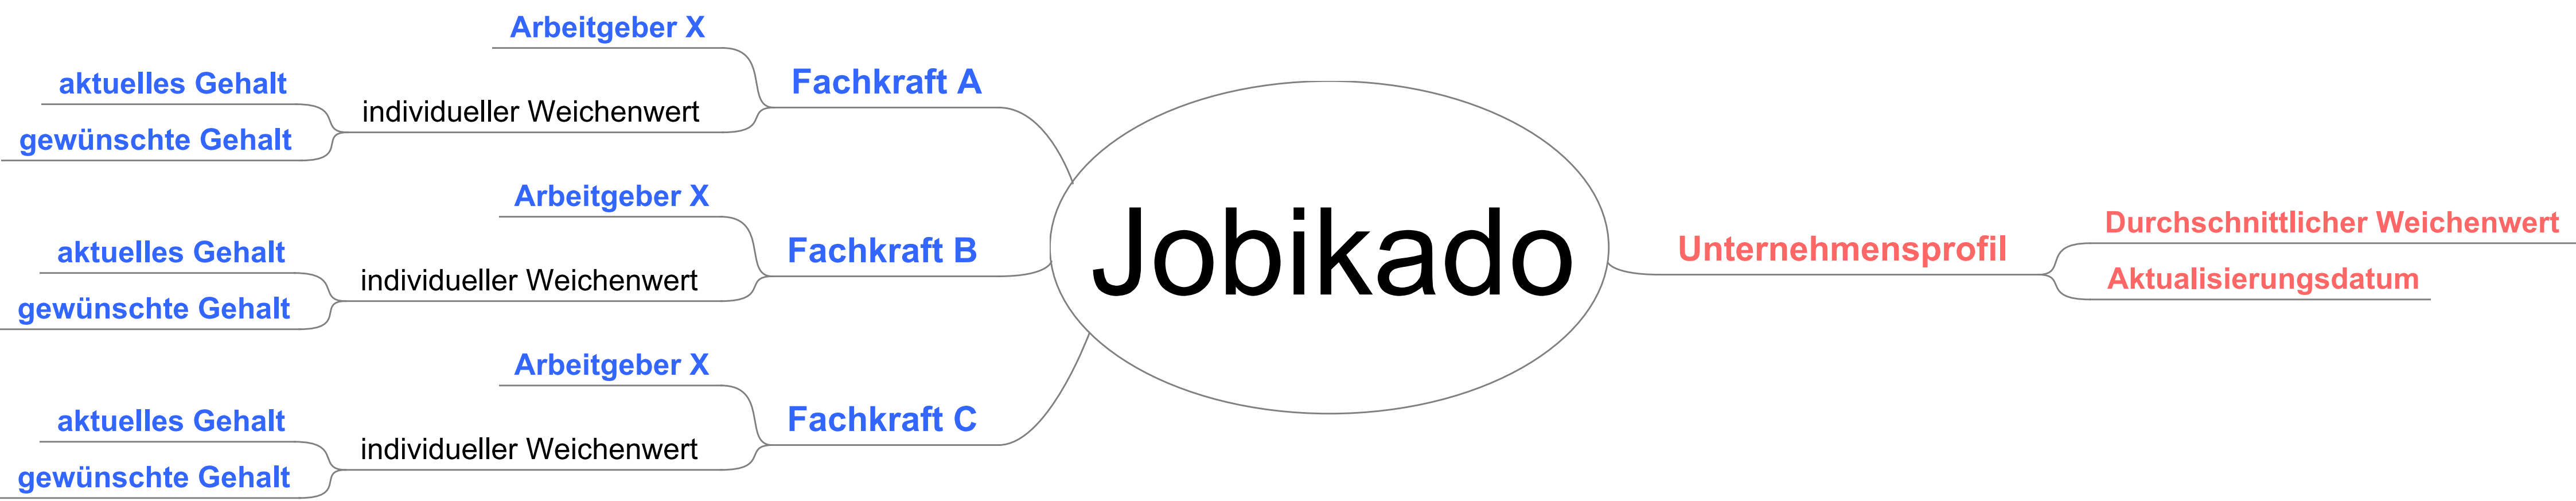 Arbeitgeber X
Fachkraft A
aktuelles Gehalt
individueller Weichenwert
gewünschte Gehalt
Arbeitgeber X
Fachkraft B
aktuelles Gehalt
individueller Weichenwert
gewünschte Gehalt
Arbeitgeber X
Fachkraft C
aktuelles Gehalt
individueller Weichenwert
gewünschte Gehalt
Jobikado
Unternehmensprofil
Durchschnittlicher Weichenwert
Aktualisierungsdatum